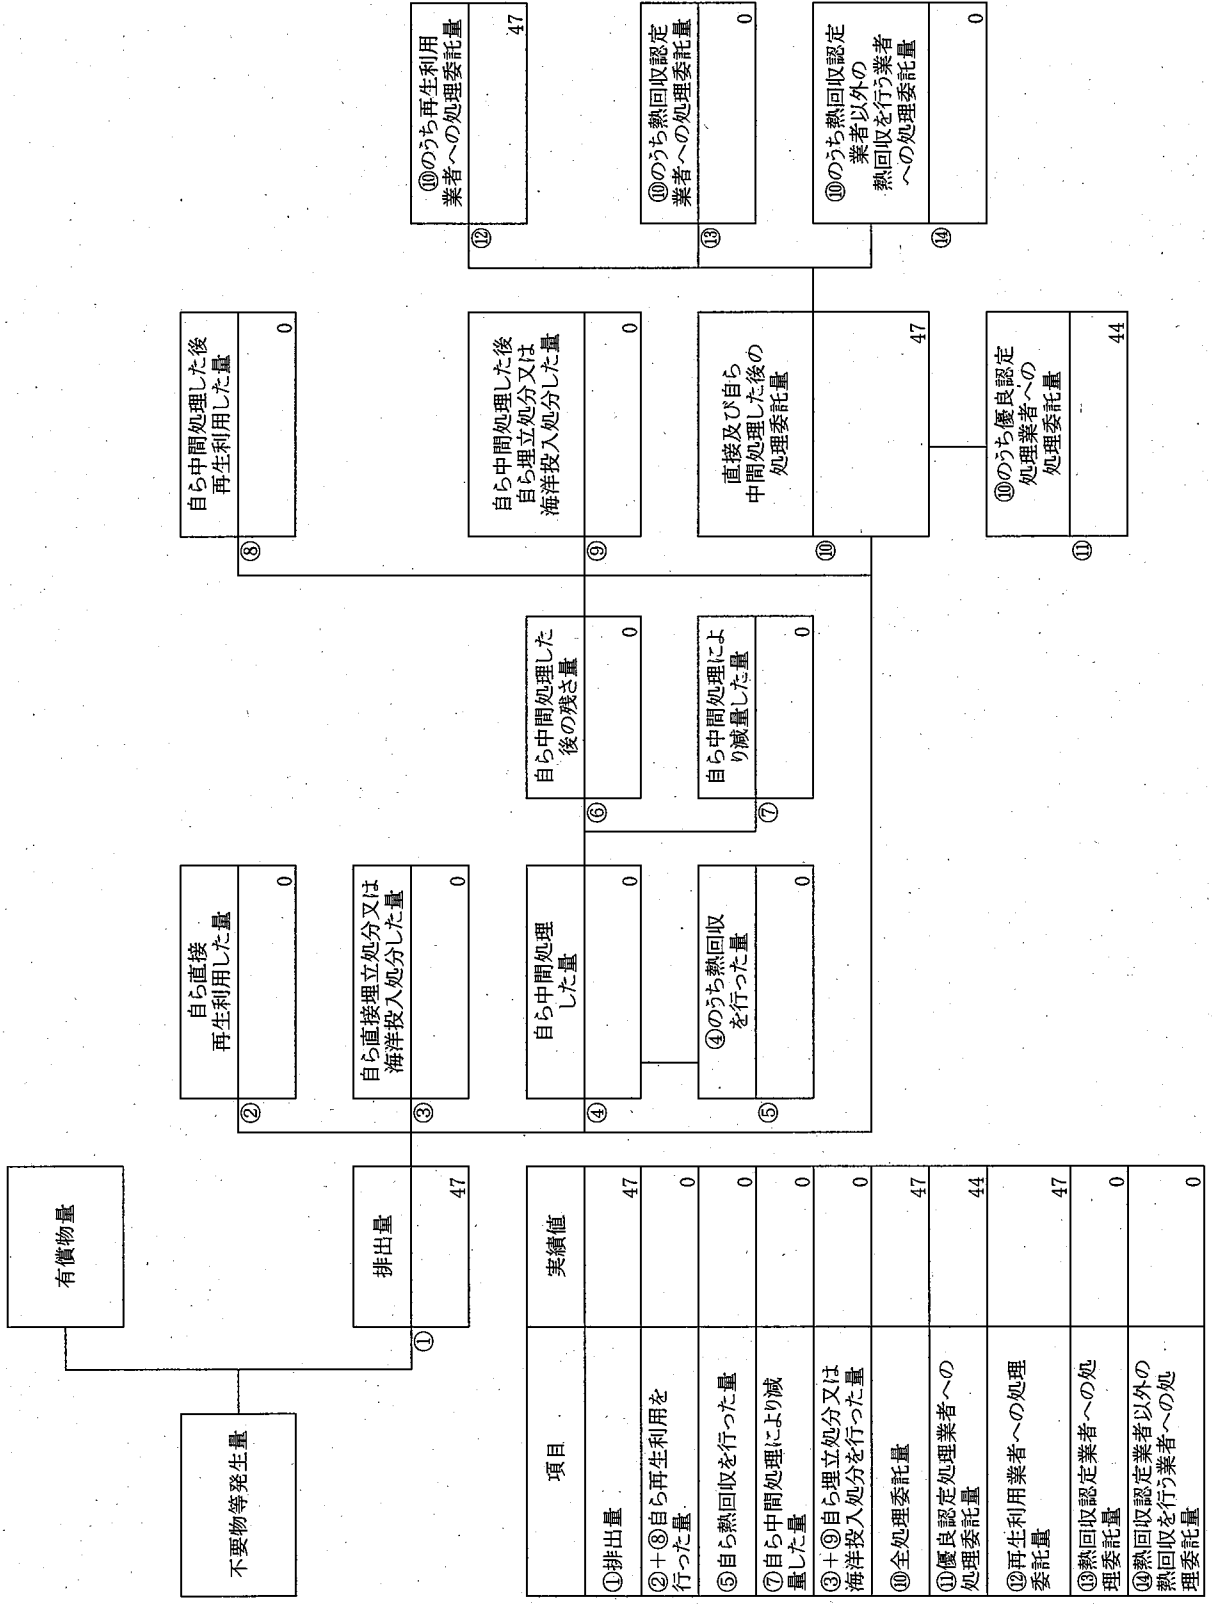 不要物等発生量
有償物量
排出量
①
47
自ら直接
再生利用した量
②
0
自ら直接埋立処分又は
海洋投入処分した量
③
0
自ら中間処理
した量
④
0
④のうち熱回収
を行った量
⑤
0
自ら中間処理した
後の残さ量
⑥
0
自ら中間処理によ
り減量した量
⑦
0
自ら中間処理した後
再生利用した量
⑧
0
自ら中間処理した後
自ら埋立処分又は
海洋投入処分した量
⑨
0
直接及び自ら
中間処理した後の
処理委託量
⑩
47
⑩のうち優良認定
処理業者への
処理委託量
⑪
44
⑩のうち再生利用
業者への処理委託量
⑫
47
⑩のうち熱回収認定
業者への処理委託量
⑬
0
⑩のうち熱回収認定
業者以外の
熱回収を行う業者
への処理委託量
⑭
0
項目 実績値
①排出量 47
②+⑧自ら再生利用を
行った量 0
⑤自ら熱回収を行った量 0
⑦自ら中間処理により減
量した量 0
③+⑨自ら埋立処分又は
海洋投入処分を行った量 0
⑩全処理委託量 47
⑪優良認定処理業者への
処理委託量 44
⑫再生利用業者への処理
委託量 47
⑬熱回収認定業者への処
理委託量 0
⑭熱回収認定業者以外の
熱回収を行う業者への処
理委託量 0